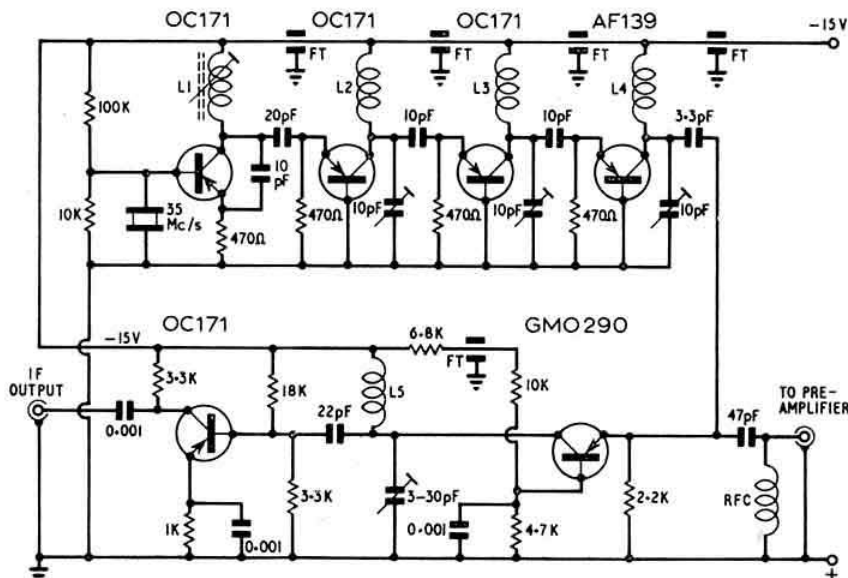 OC171 OC171 OC171 AF139
−15V
FT FT FT FT
L1 L2 L3 L4
100K
20pF 10pF 10pF 3·3pF
10 pF
10K
35 Mc/s
470Ω 470Ω 10pF 470Ω 10pF 470Ω 10pF
OC171 GMO290
−15V
6·8K
FT
IF OUTPUT
3·3K
18K
L5
10K
TO PRE-AMPLIFIER
0.001
22pF
47pF
3·3K
3–30pF
2·2K
RFC
1K
0.001
0·001
4·7K
+